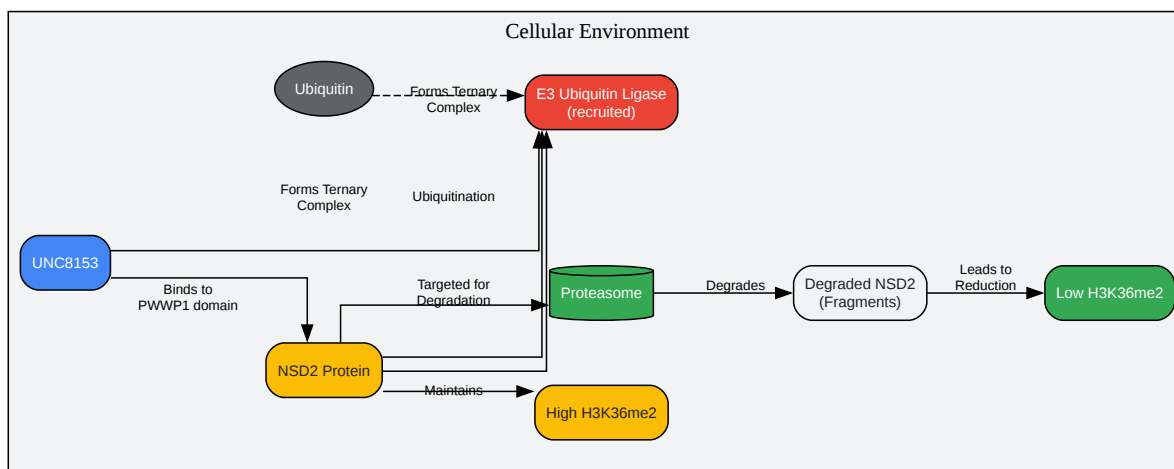 Cellular Environment
Ubiquitin
Forms Ternary
Complex
E3 Ubiquitin Ligase
(recruited)
Forms Ternary
Complex
Ubiquitination
UNC8153
Binds to
PWWP1 domain
Targeted for
Degradation
Proteasome
Degrades
Degraded NSD2
(Fragments)
Leads to
Reduction
Low H3K36me2
NSD2 Protein
Maintains
High H3K36me2